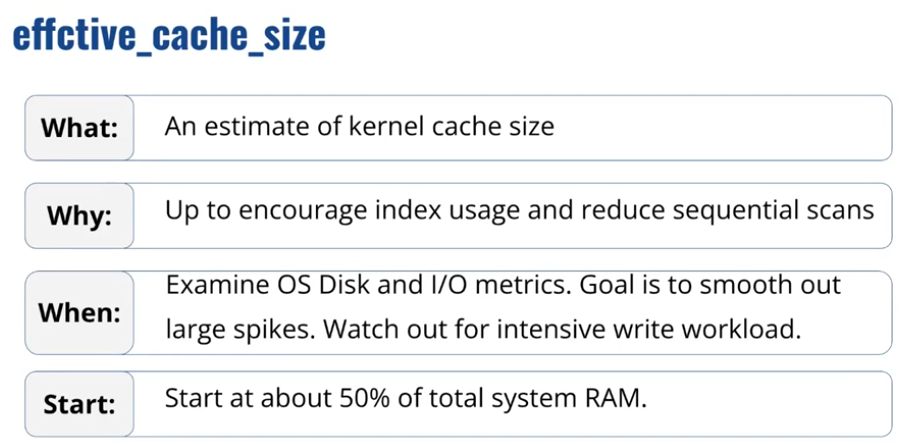 effctive_cache_size
What:
An estimate of kernel cache size
Why:
Up to encourage index usage and reduce sequential scans
When:
Examine OS Disk and I/O metrics. Goal is to smooth out
large spikes. Watch out for intensive write workload.
Start:
Start at about 50% of total system RAM.